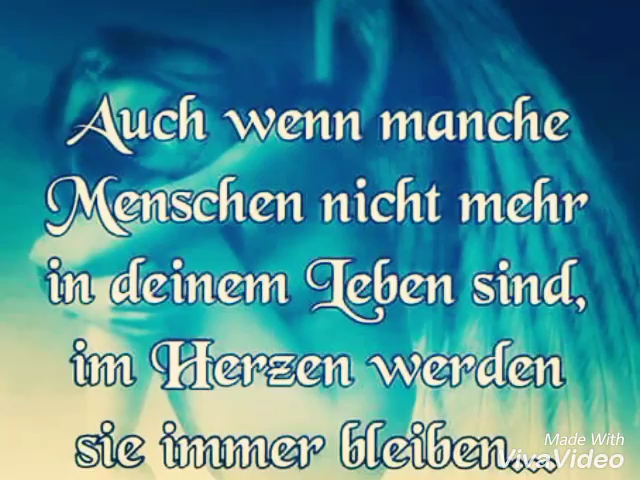 Auch wenn manche
Menschen nicht mehr
in deinem Leben sind,
im Herzen werden
sie immer bleiben....
Made With
VivaVideo